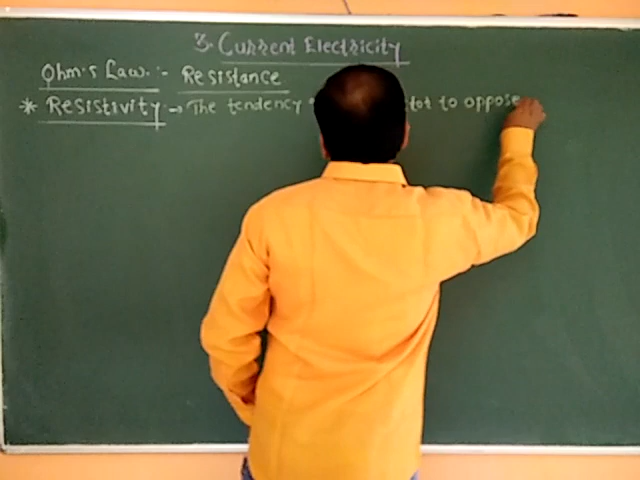 3. Current Electricity
Ohm's Law :- Resistance
* Resistivity → The tendency to oppose